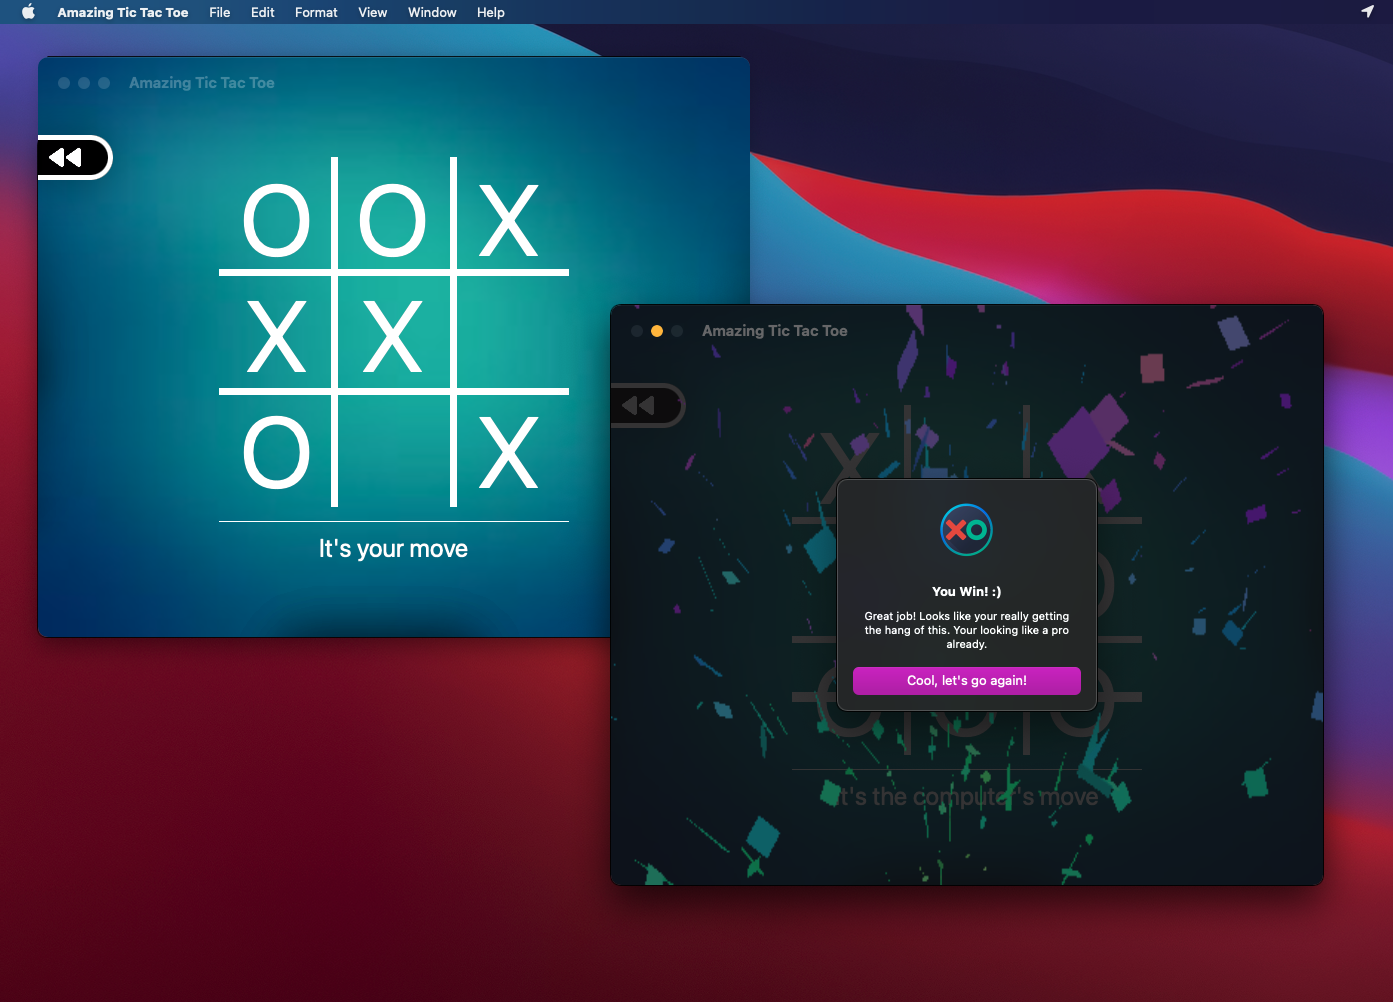 Amazing Tic Tac Toe File Edit Format View Window Help
Amazing Tic Tac Toe
O O X
X X
O X
It's your move
Amazing Tic Tac Toe
X
XO
You Win! :)
Great job! Looks like your really getting
the hang of this. Your looking like a pro
already.
Cool, let's go again!
O O O
It's the computer's move